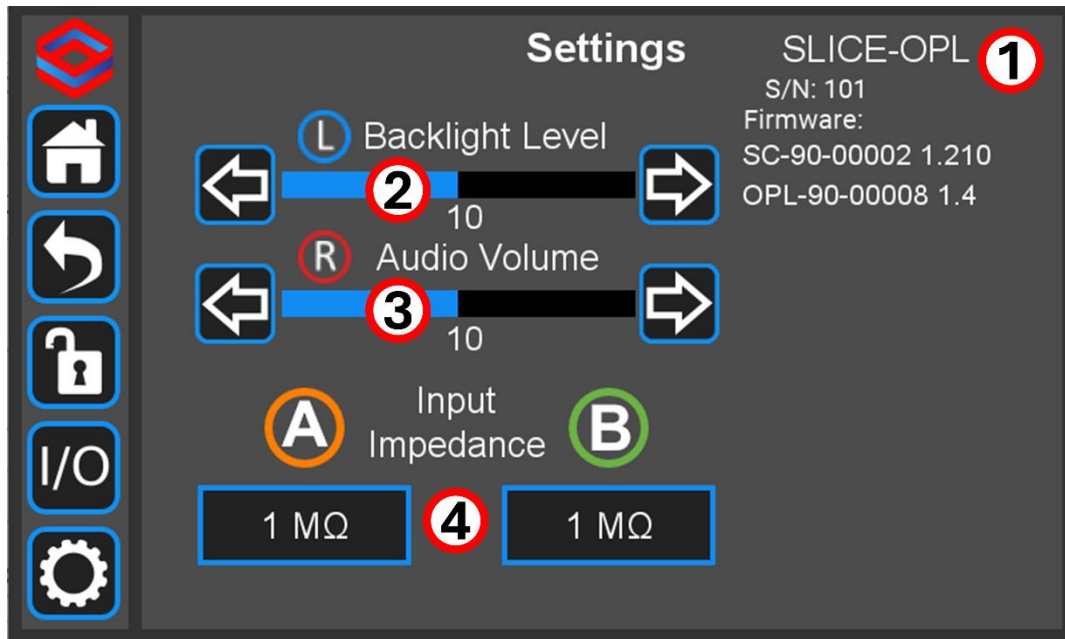 Settings
SLICE-OPL
1
S/N: 101
Firmware:
SC-90-00002 1.210
OPL-90-00008 1.4
L Backlight Level
2
10
R Audio Volume
3
10
A Input B
Impedance
I/O
1 MΩ 4 1 MΩ